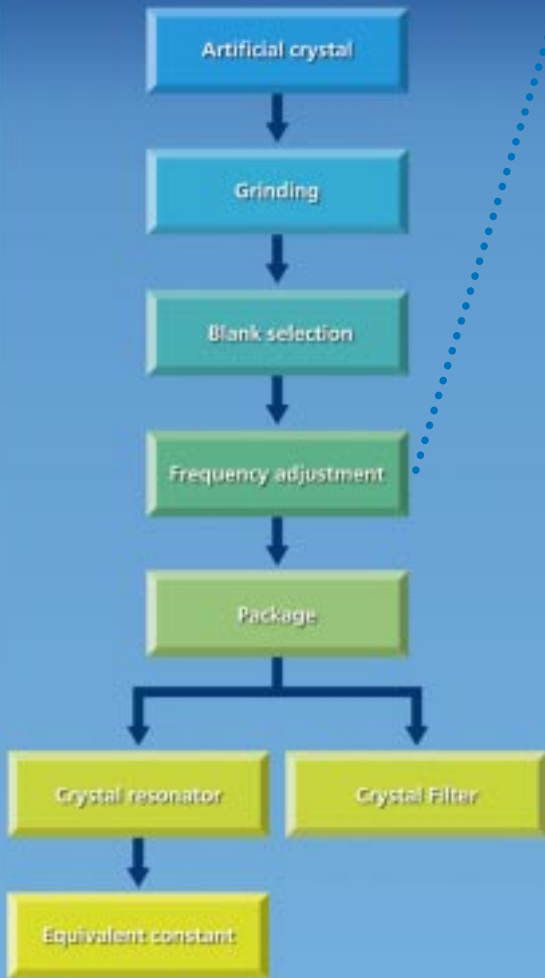 Artificial crystal
Grinding
Blank selection
Frequency adjustment
Package
Crystal resonator
Crystal Filter
Equivalent constant